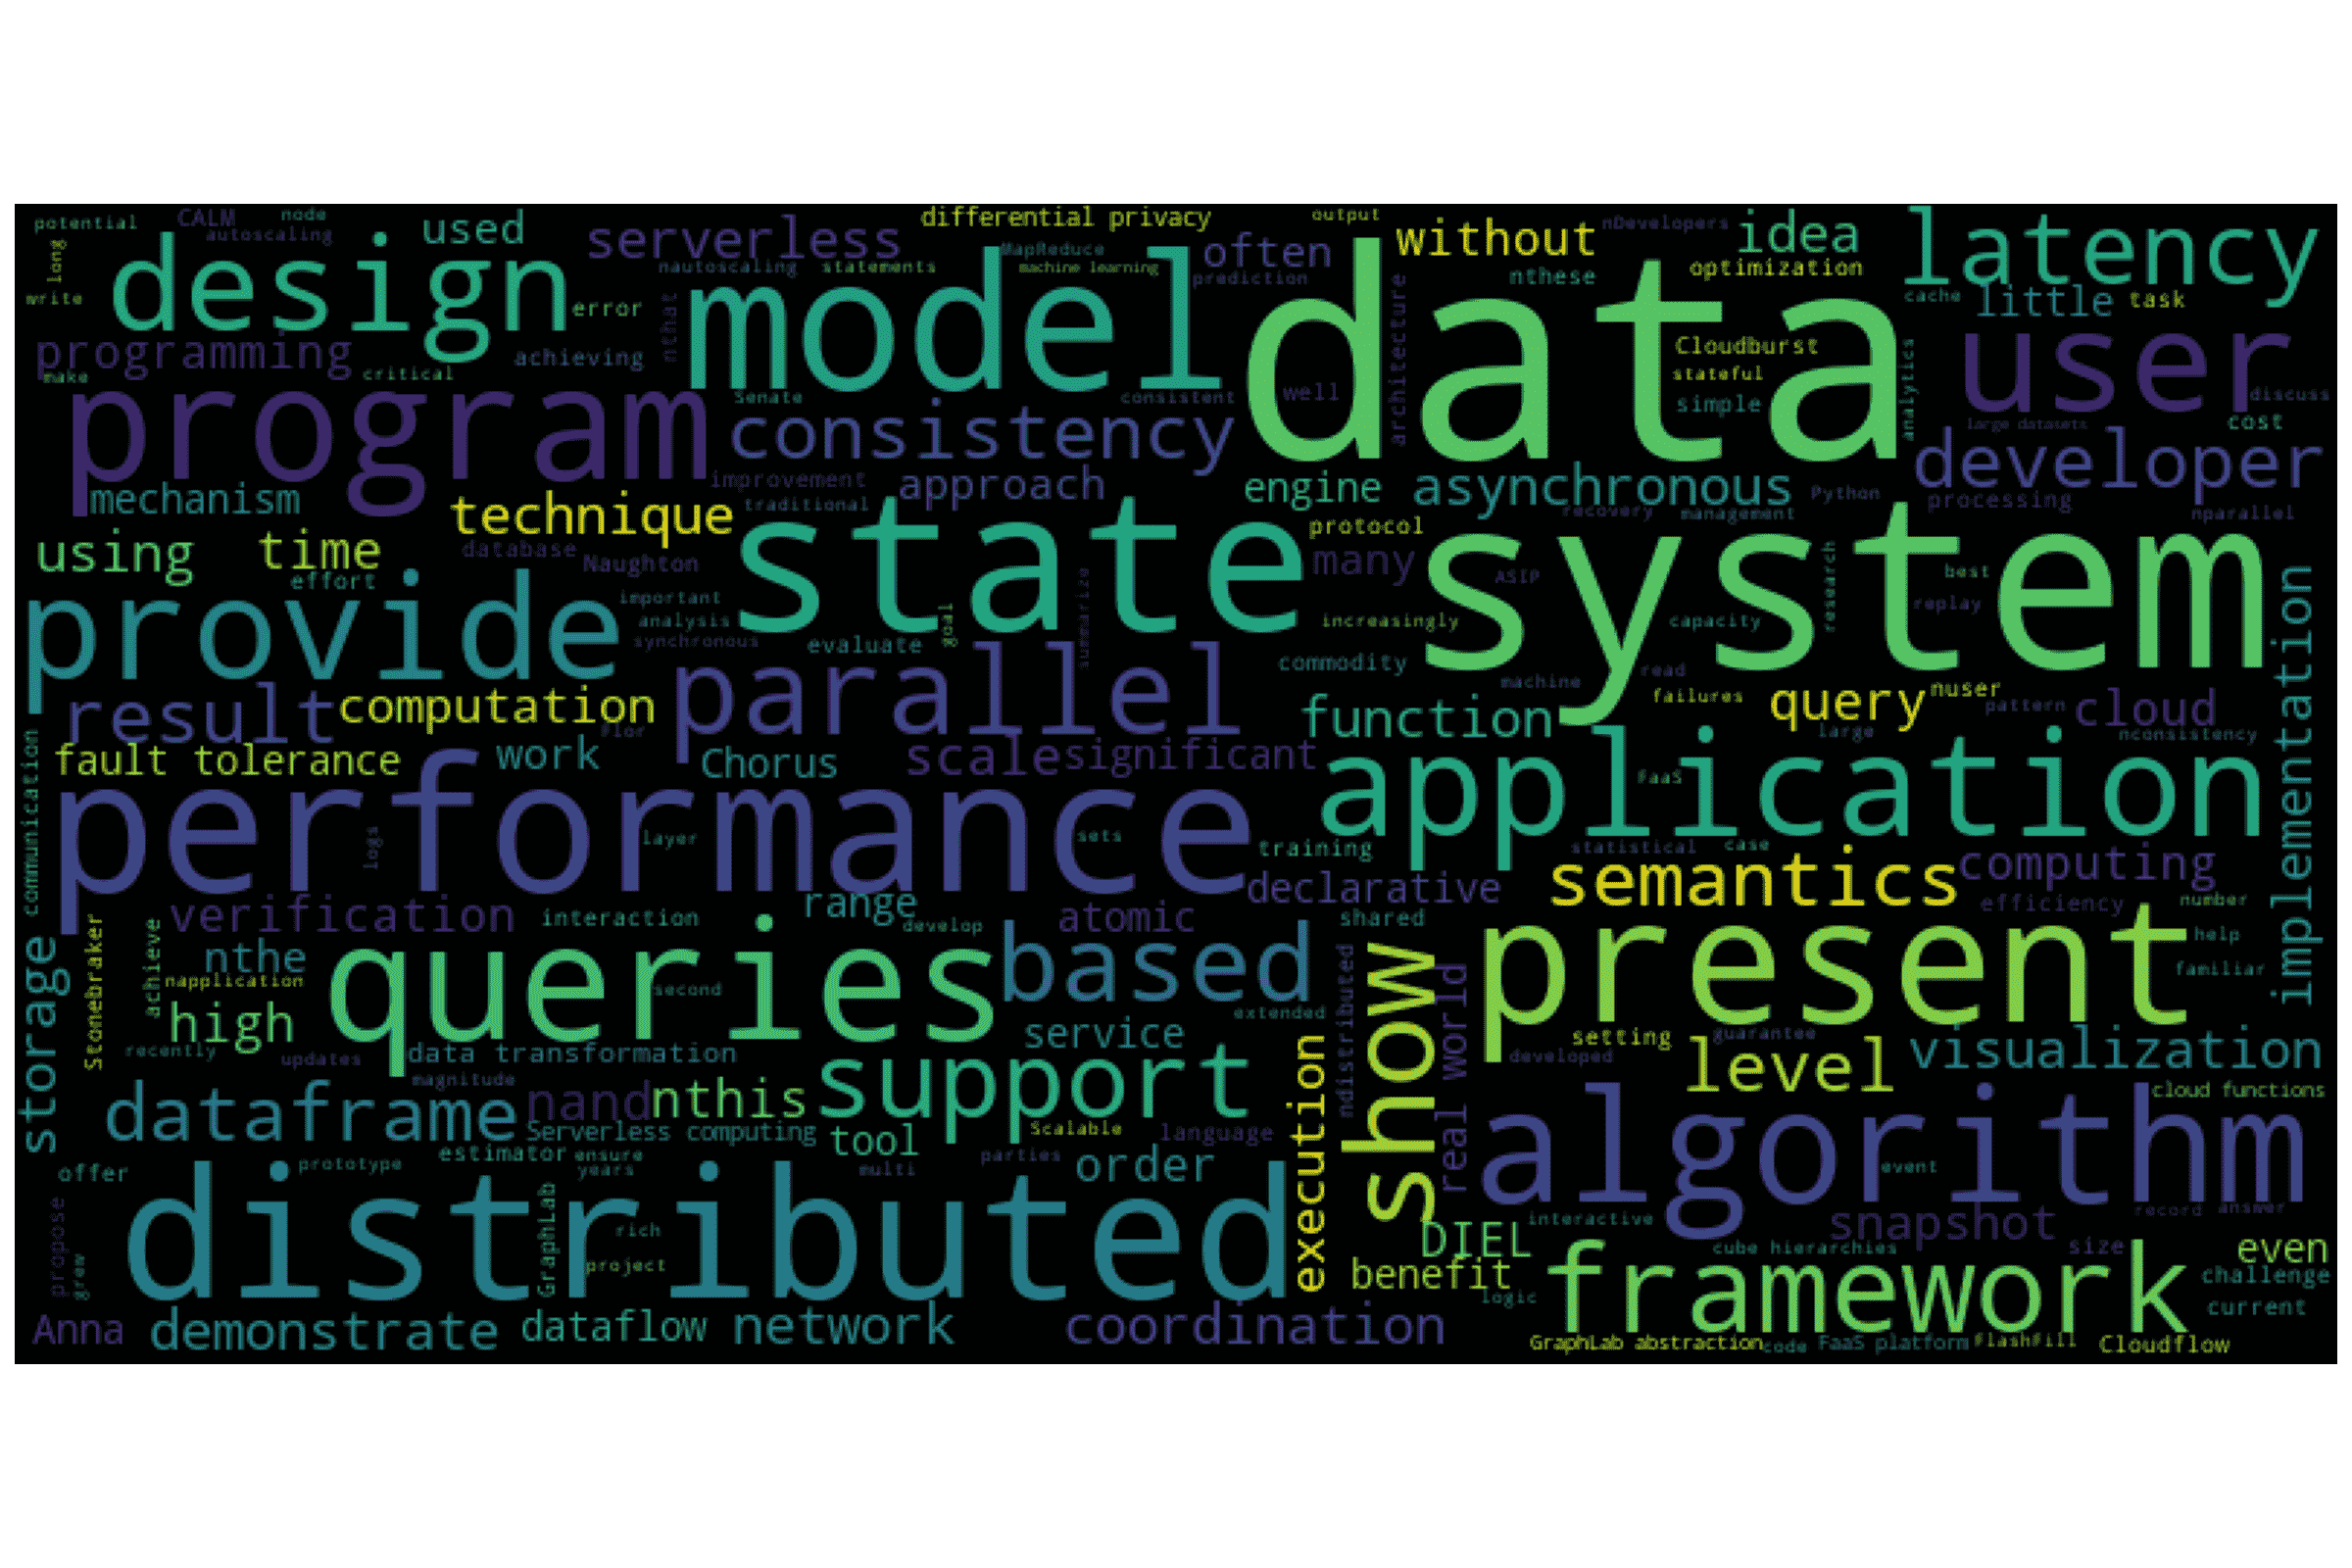 potential CALM node used differential privacy output nDevelopers
autoscaling serverless MapReduce often without idea latency
long design nautoscaling statements machine learning nthese optimization
write error model prediction data cache little task
programming achieving nthat architecture Cloudburst user
make critical Senate consistent well stateful analytics discuss
program consistency simple large datasets cost
improvement approach engine asynchronous Python developer
mechanism technique traditional recovery management processing
using time database Naughton state protocol system nparallel
effort important many ASIP research best
provide analysis synchronous evaluate goal summarize increasingly capacity replay implementation
commodity read
result computation parallel machine failures query nuser pattern cloud
Flor function large nconsistency
fault tolerance work Chorus scale significant application
communication performance logs layer sets FaaS
training statistical case
declarative semantics computing
verification interaction range atomic shared efficiency number
storage Stonebraker nthe queries develop based present help
achieve napplication second show familiar
high service extended ndistributed real world setting guarantee
recently updates data transformation developed level visualization
dataframe magnitude nand nthis support execution algorithm cloud functions
Serverless computing tool Scalable language
offer prototype estimator ensure years multi parties order event
propose distributed GraphLab rich DIEL interactive snapshot record answer
grew project benefit cube hierarchies size even
logic framework challenge
Anna demonstrate dataflow network coordination current
GraphLab abstraction code FaaS platform FlashFill Cloudflow